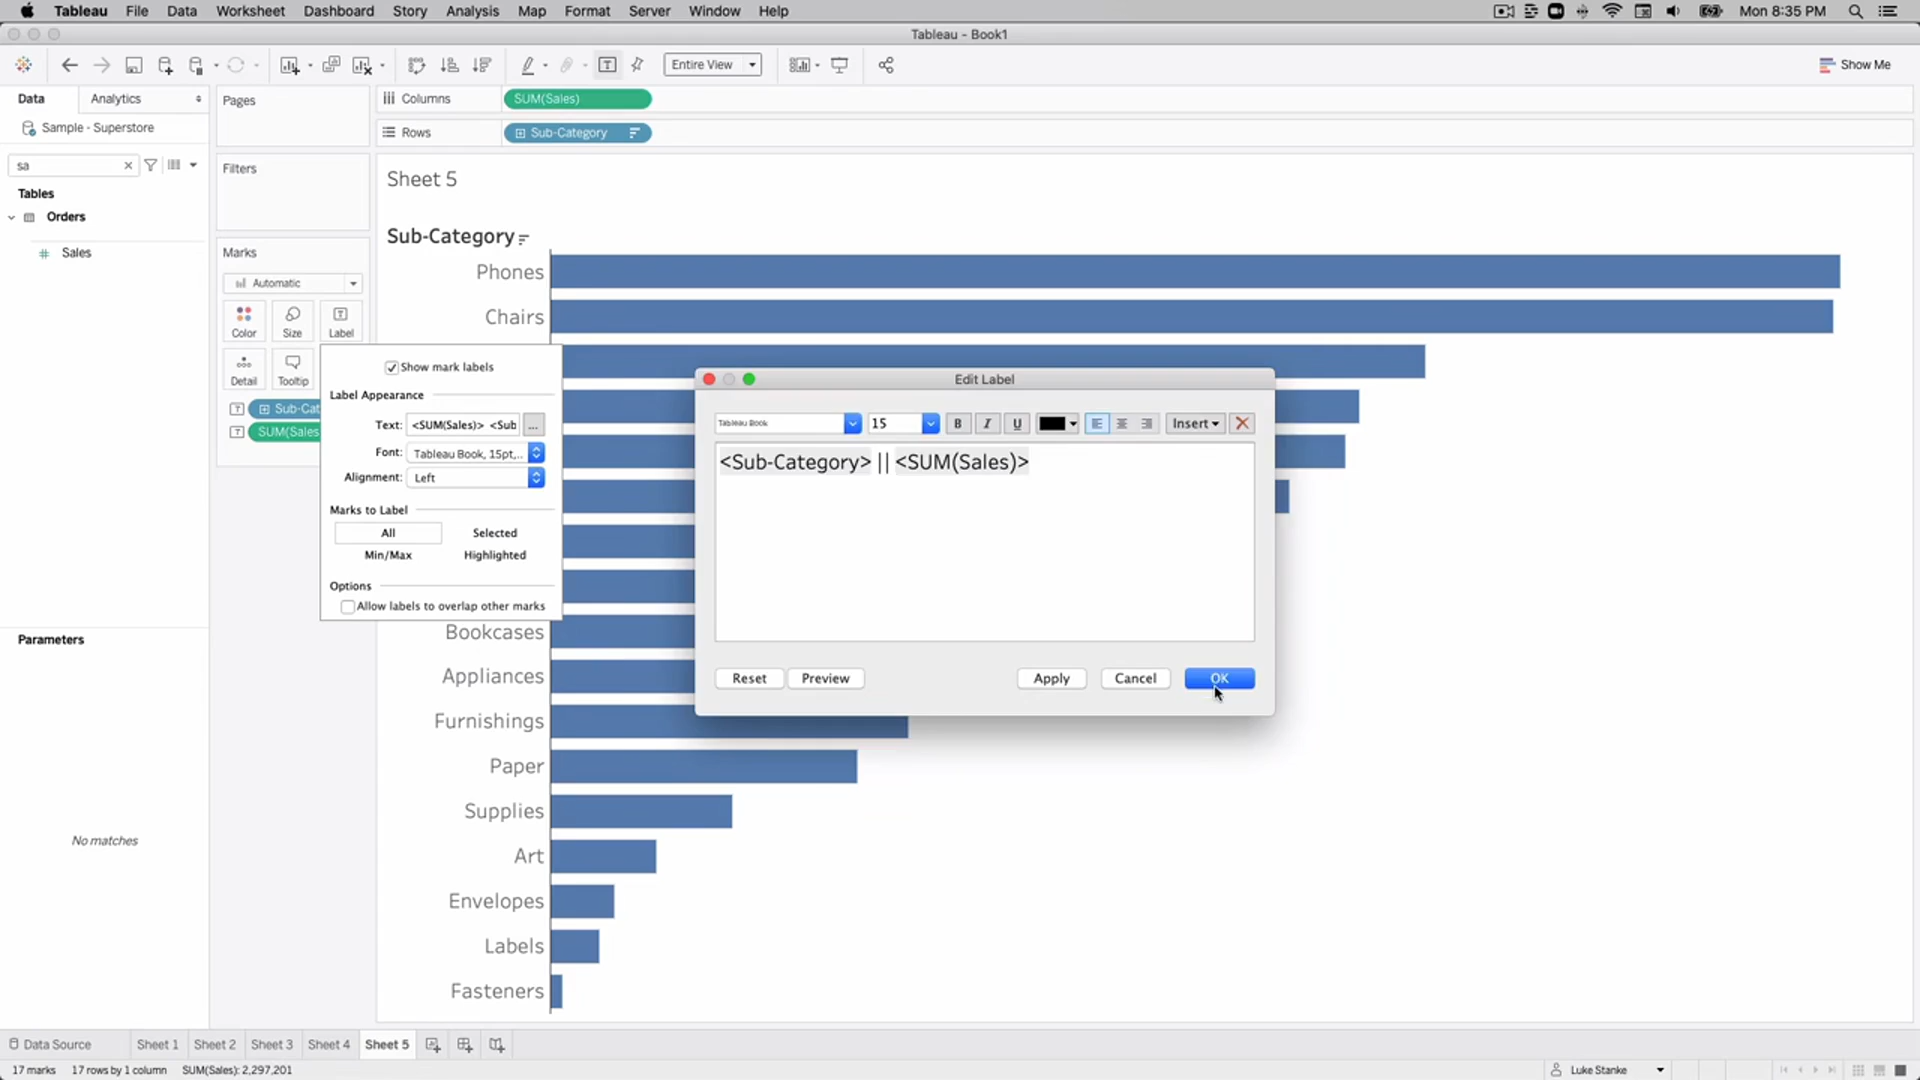 Tableau File Data Worksheet Dashboard Story Analysis Map Format Server Window Help Mon 8:35 PM
Tableau - Book1
Entire View Show Me
Data Analytics
Sample - Superstore
sa
Tables
Orders
Sales
Parameters
No matches
Pages
Filters
Marks
Automatic
Color Size Label
Detail Tooltip
Sub-Cat
SUM(Sales
Columns SUM(Sales)
Rows Sub-Category
Sheet 5
Sub-Category
Phones
Chairs
Bookcases
Appliances
Furnishings
Paper
Supplies
Art
Envelopes
Labels
Fasteners
Show mark labels
Label Appearance
Text: <SUM(Sales)> <Sub ...
Font: Tableau Book, 15pt,...
Alignment: Left
Marks to Label
All Selected
Min/Max Highlighted
Options
Allow labels to overlap other marks
Edit Label
Tableau Book 15 B I U Insert
<Sub-Category> || <SUM(Sales)>
Reset Preview Apply Cancel OK
Data Source Sheet 1 Sheet 2 Sheet 3 Sheet 4 Sheet 5
17 marks 17 rows by 1 column SUM(Sales): 2,297,201 Luke Stanke